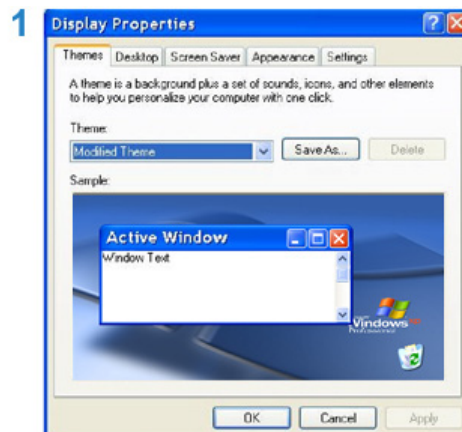 1
Display Properties
Themes Desktop Screen Saver Appearance Settings
A theme is a background plus a set of sounds, icons, and other elements
to help you personalize your computer with one click.
Theme:
Modified Theme Save As... Delete
Sample:
Active Window
Window Text
Windows
OK Cancel Apply